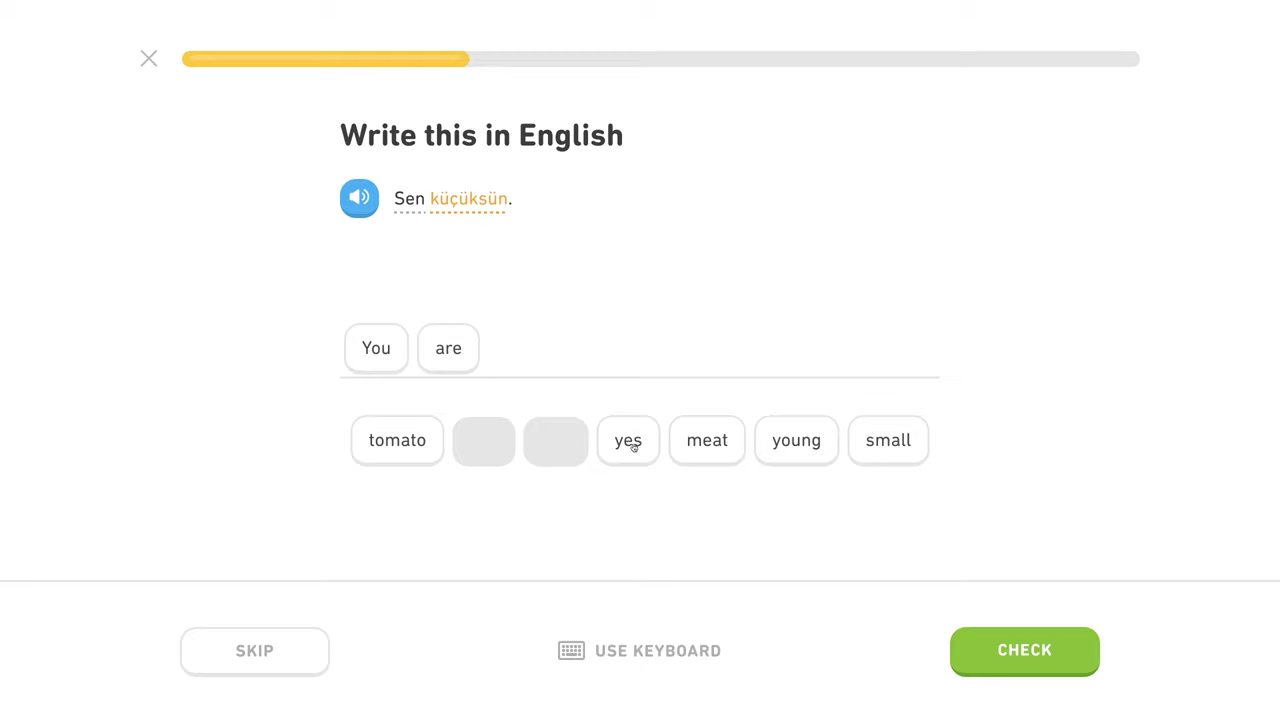 Write this in English
Sen küçüksün.
You are
tomato yes meat young small
SKIP USE KEYBOARD CHECK